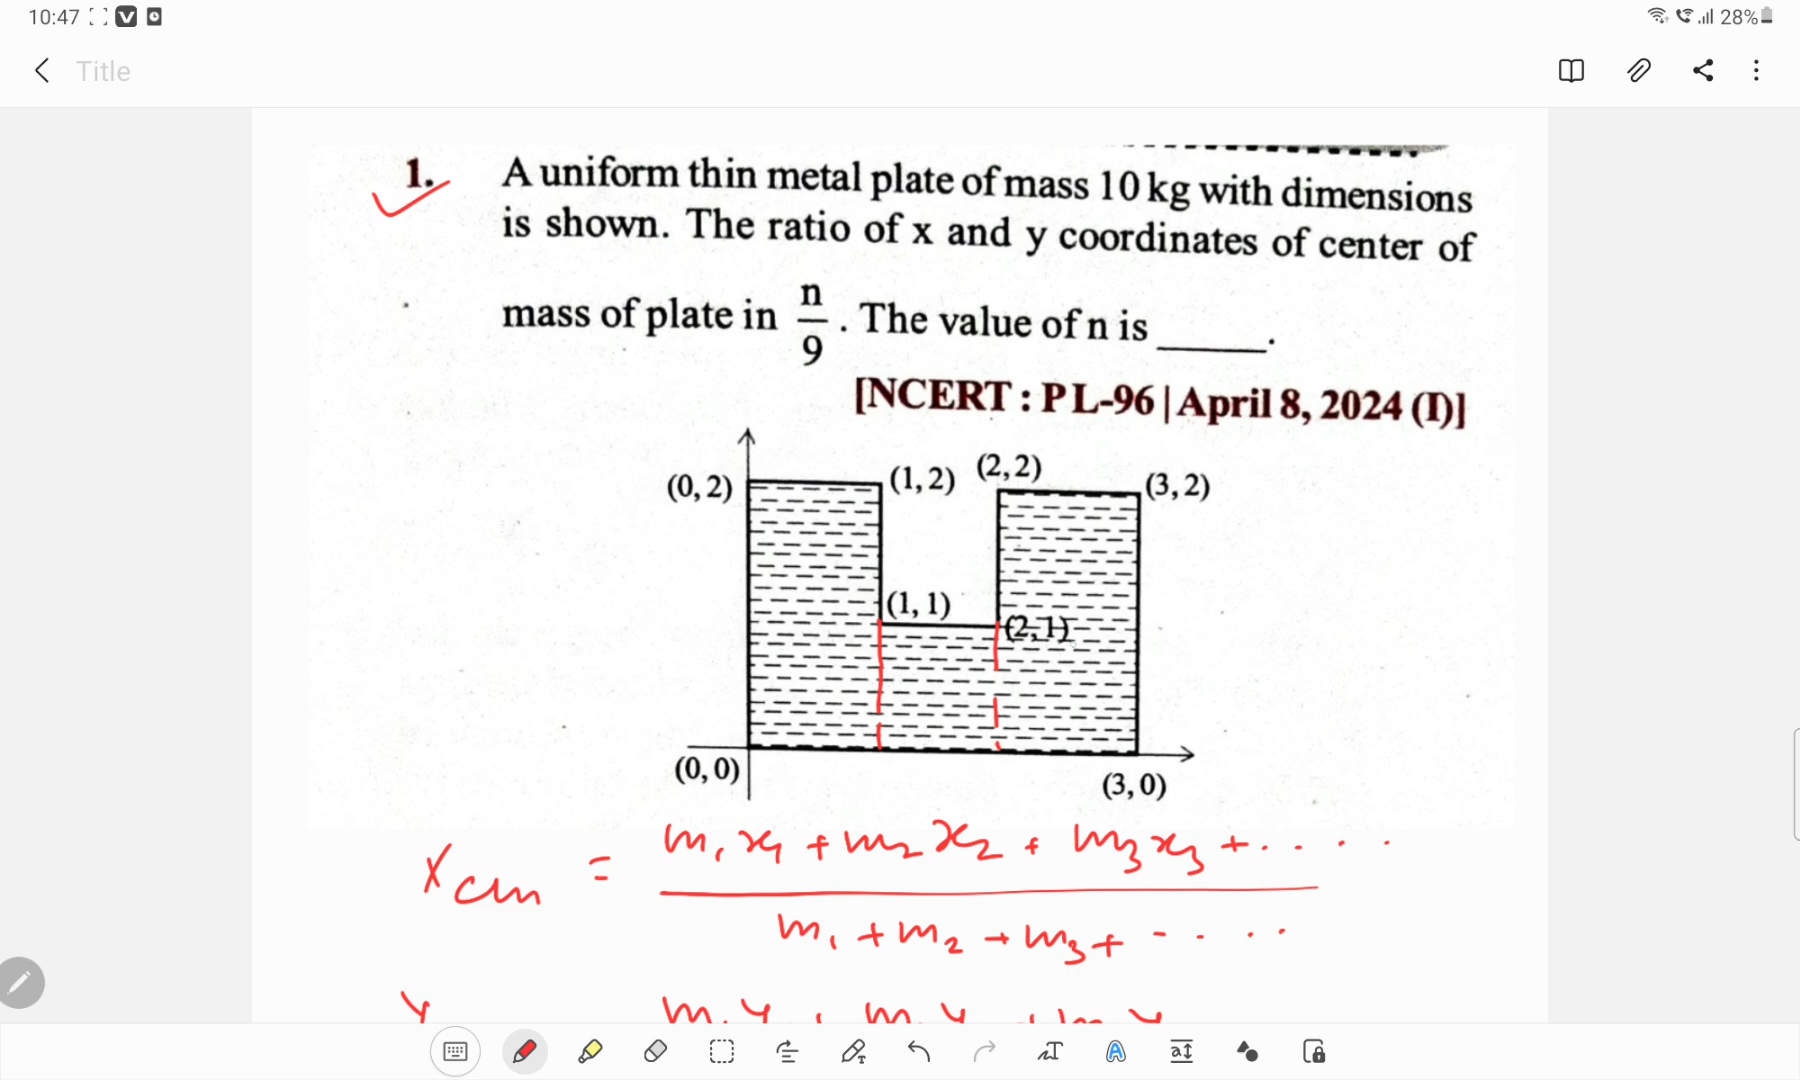 10:47
28%
Title
1. A uniform thin metal plate of mass 10 kg with dimensions
is shown. The ratio of x and y coordinates of center of
mass of plate in n/9. The value of n is _____.
[NCERT : PL-96 | April 8, 2024 (I)]
(0, 2) (1, 2) (2, 2) (3, 2)
(1, 1)
(2, 1)
(0, 0)
(3, 0)
Xcm = m1x1 + m2x2 + m3x3 + ....
m1 + m2 + m3 + ....